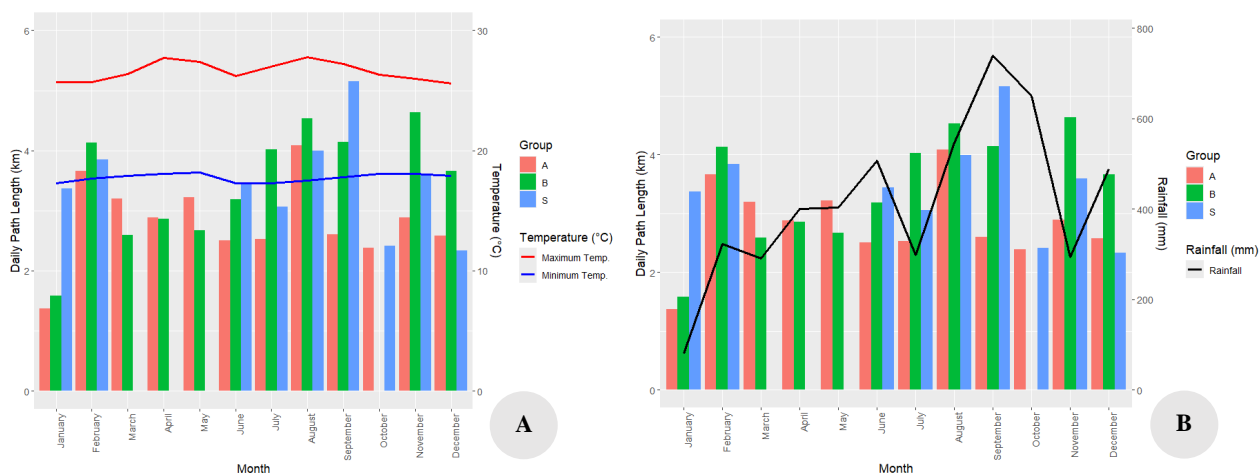 6
4
2
0
Daily Path Length (km)
30
20
10
0
Temperature (°C)
January
February
March
April
May
June
July
August
September
October
November
December
Month
Group
A
B
S
Temperature (°C)
Maximum Temp.
Minimum Temp.
A
6
4
2
0
Daily Path Length (km)
800
600
400
200
0
Rainfall (mm)
January
February
March
April
May
June
July
August
September
October
November
December
Month
Group
A
B
S
Rainfall (mm)
Rainfall
B